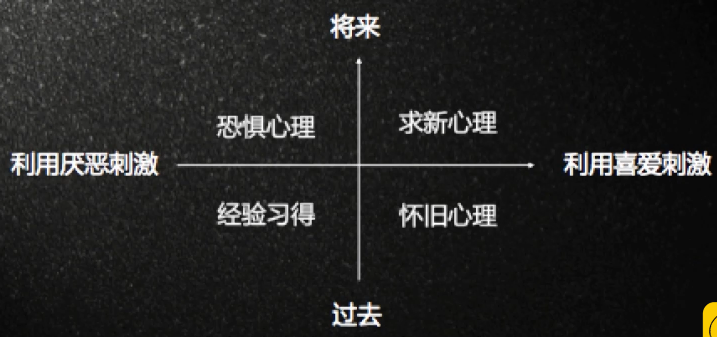 将来
恐惧心理
求新心理
利用厌恶刺激
利用喜爱刺激
经验习得
怀旧心理
过去